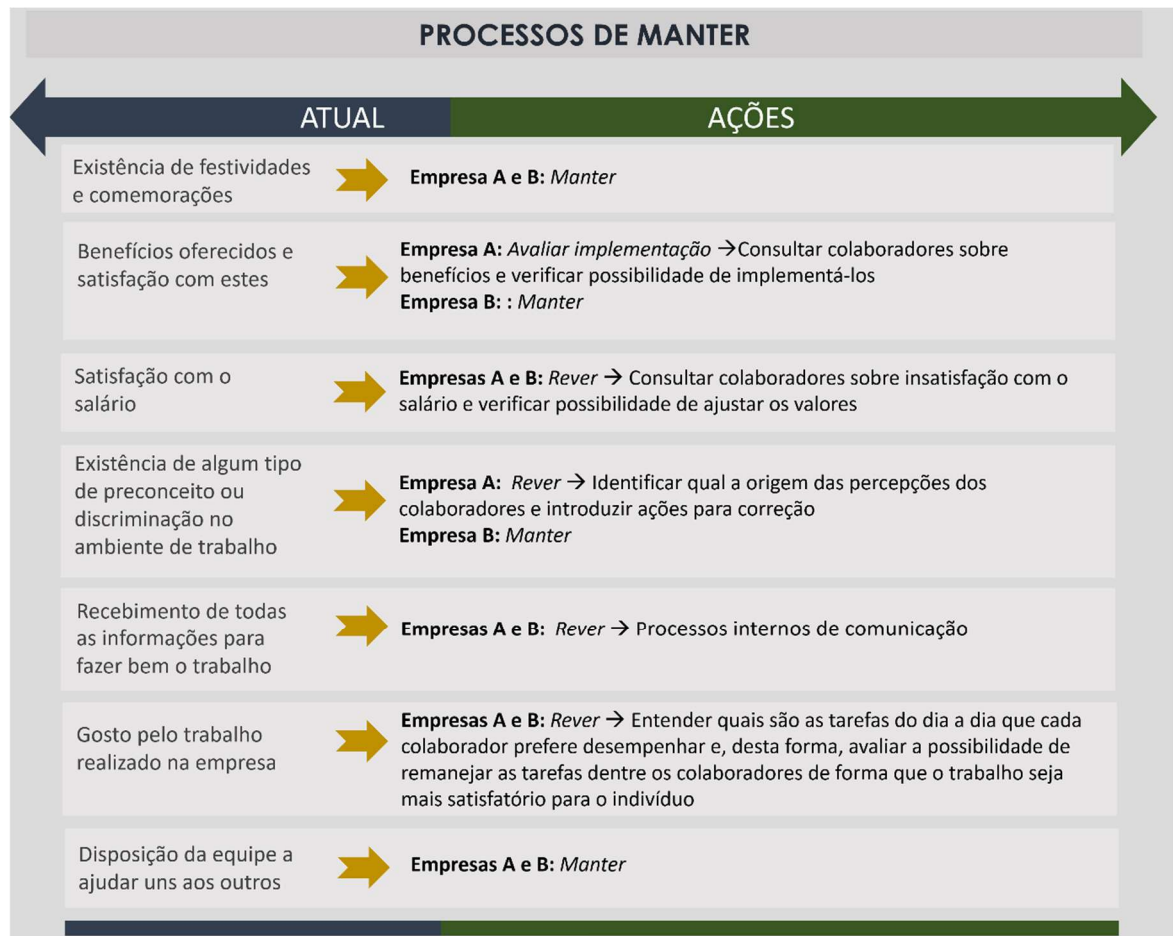 PROCESSOS DE MANTER
ATUAL
AÇÕES
Existência de festividades
e comemorações
Empresa A e B: Manter
Benefícios oferecidos e
satisfação com estes
Empresa A: Avaliar implementação →Consultar colaboradores sobre
benefícios e verificar possibilidade de implementá-los
Empresa B: : Manter
Satisfação com o
salário
Empresas A e B: Rever → Consultar colaboradores sobre insatisfação com o
salário e verificar possibilidade de ajustar os valores
Existência de algum tipo
de preconceito ou
discriminação no
ambiente de trabalho
Empresa A: Rever → Identificar qual a origem das percepções dos
colaboradores e introduzir ações para correção
Empresa B: Manter
Recebimento de todas
as informações para
fazer bem o trabalho
Empresas A e B: Rever → Processos internos de comunicação
Gosto pelo trabalho
realizado na empresa
Empresas A e B: Rever → Entender quais são as tarefas do dia a dia que cada
colaborador prefere desempenhar e, desta forma, avaliar a possibilidade de
remanejar as tarefas dentre os colaboradores de forma que o trabalho seja
mais satisfatório para o indivíduo
Disposição da equipe a
ajudar uns aos outros
Empresas A e B: Manter